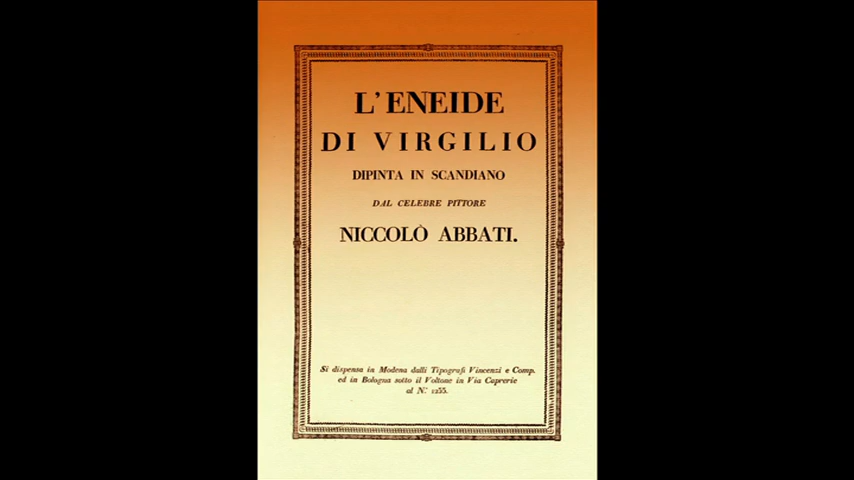 L'ENEIDE
DI VIRGILIO
DIPINTA IN SCANDIANO
DAL CELEBRE PITTORE
NICCOLÒ ABBATI.
Si dispensa in Modena dalli Tipografi Vincenzi e Comp.
ed in Bologna sotto il Voltone in Via Caprerie
al N.º 1255.